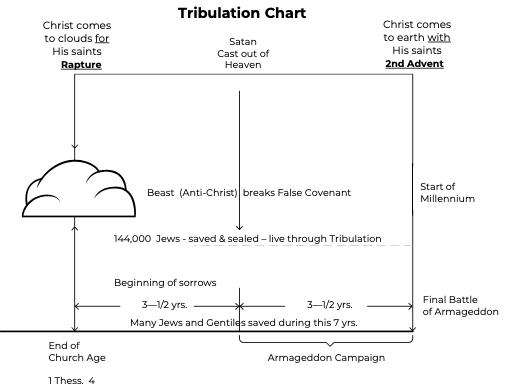 Tribulation Chart
Christ comes
to clouds for
His saints
Rapture
Satan
Cast out of
Heaven
Christ comes
to earth with
His saints
2nd Advent
Beast (Anti-Christ) breaks False Covenant
Start of
Millennium
144,000 Jews - saved & sealed – live through Tribulation
Beginning of sorrows
3—1/2 yrs.
3—1/2 yrs.
Final Battle
of Armageddon
Many Jews and Gentiles saved during this 7 yrs.
End of
Church Age
Armageddon Campaign
1 Thess. 4